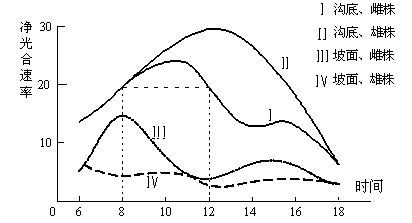 净光合速率
30
20
10
0
6 8 10 12 14 16 18
时间
I 沟底、雌株
II 沟底、雄株
III 坡面、雌株
IV 坡面、雄株
II
I
III
IV